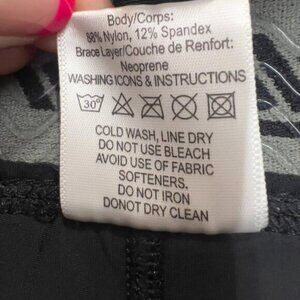 Body/Corps:
88% Nylon, 12% Spandex
Brace Layer/Couche de Renfort:
Neoprene
WASHING ICONS & INSTRUCTIONS
30°
COLD WASH, LINE DRY
DO NOT USE BLEACH
AVOID USE OF FABRIC
SOFTENERS.
DO NOT IRON
DONOT DRY CLEAN